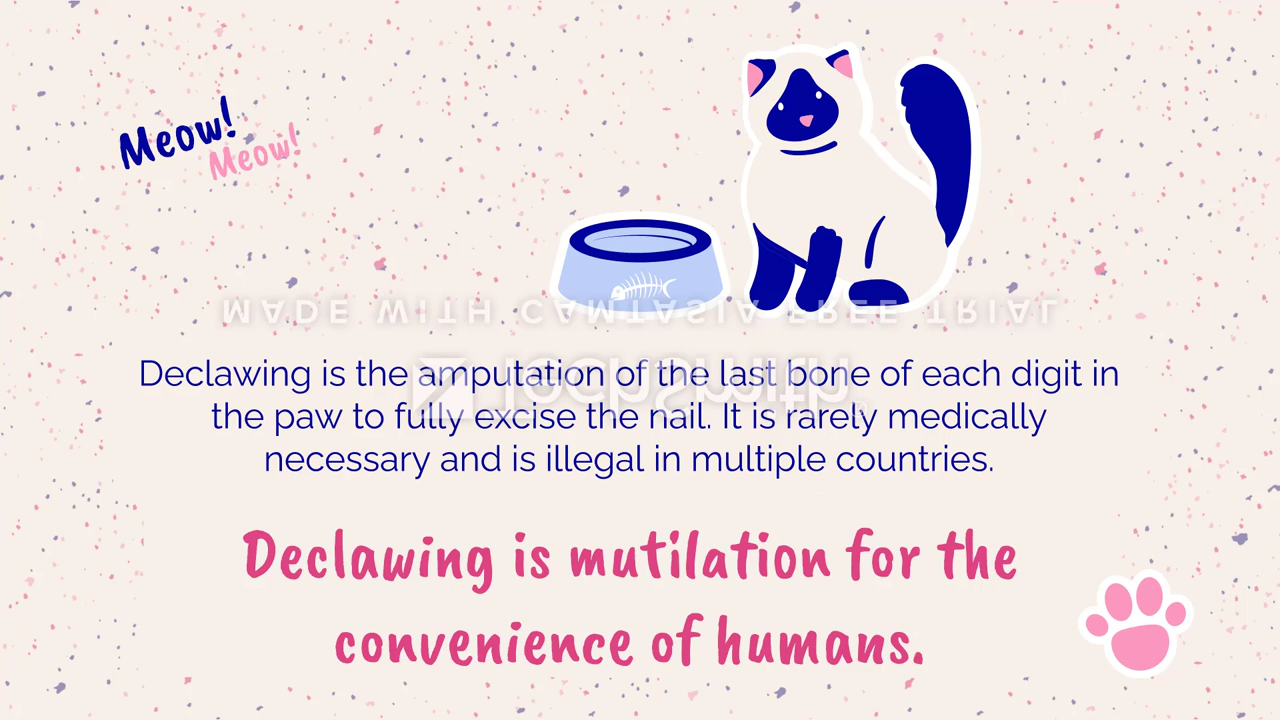 Meow!
Meow!
MADE WITH CAMTASIA FREE TRIAL
TechSmith®
Declawing is the amputation of the last bone of each digit in
the paw to fully excise the nail. It is rarely medically
necessary and is illegal in multiple countries.
Declawing is mutilation for the
convenience of humans.